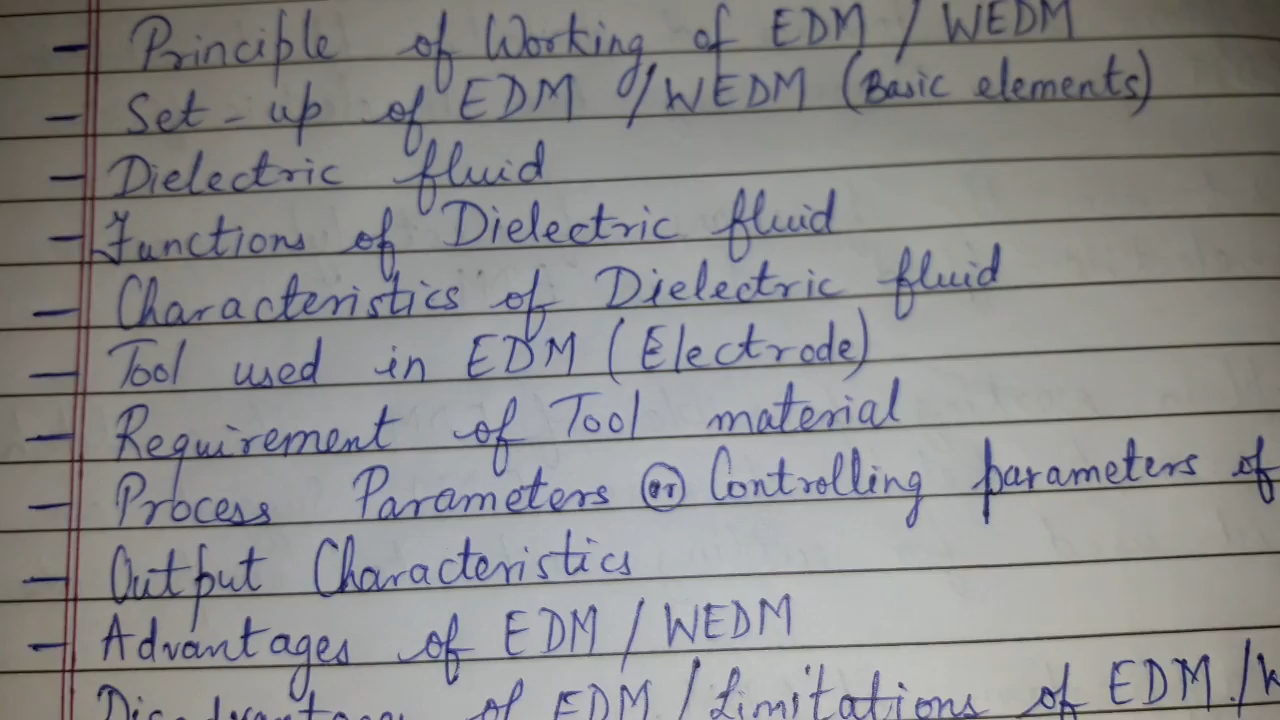 - Principle of Working of EDM / WEDM
- Set-up of EDM / WEDM (Basic elements)
- Dielectric fluid
- Functions of Dielectric fluid
- Characteristics of Dielectric fluid
- Tool used in EDM (Electrode)
- Requirement of Tool material
- Process Parameters (or) Controlling parameters of
- Output Characteristics
- Advantages of EDM / WEDM
of EDM / Limitations of EDM /